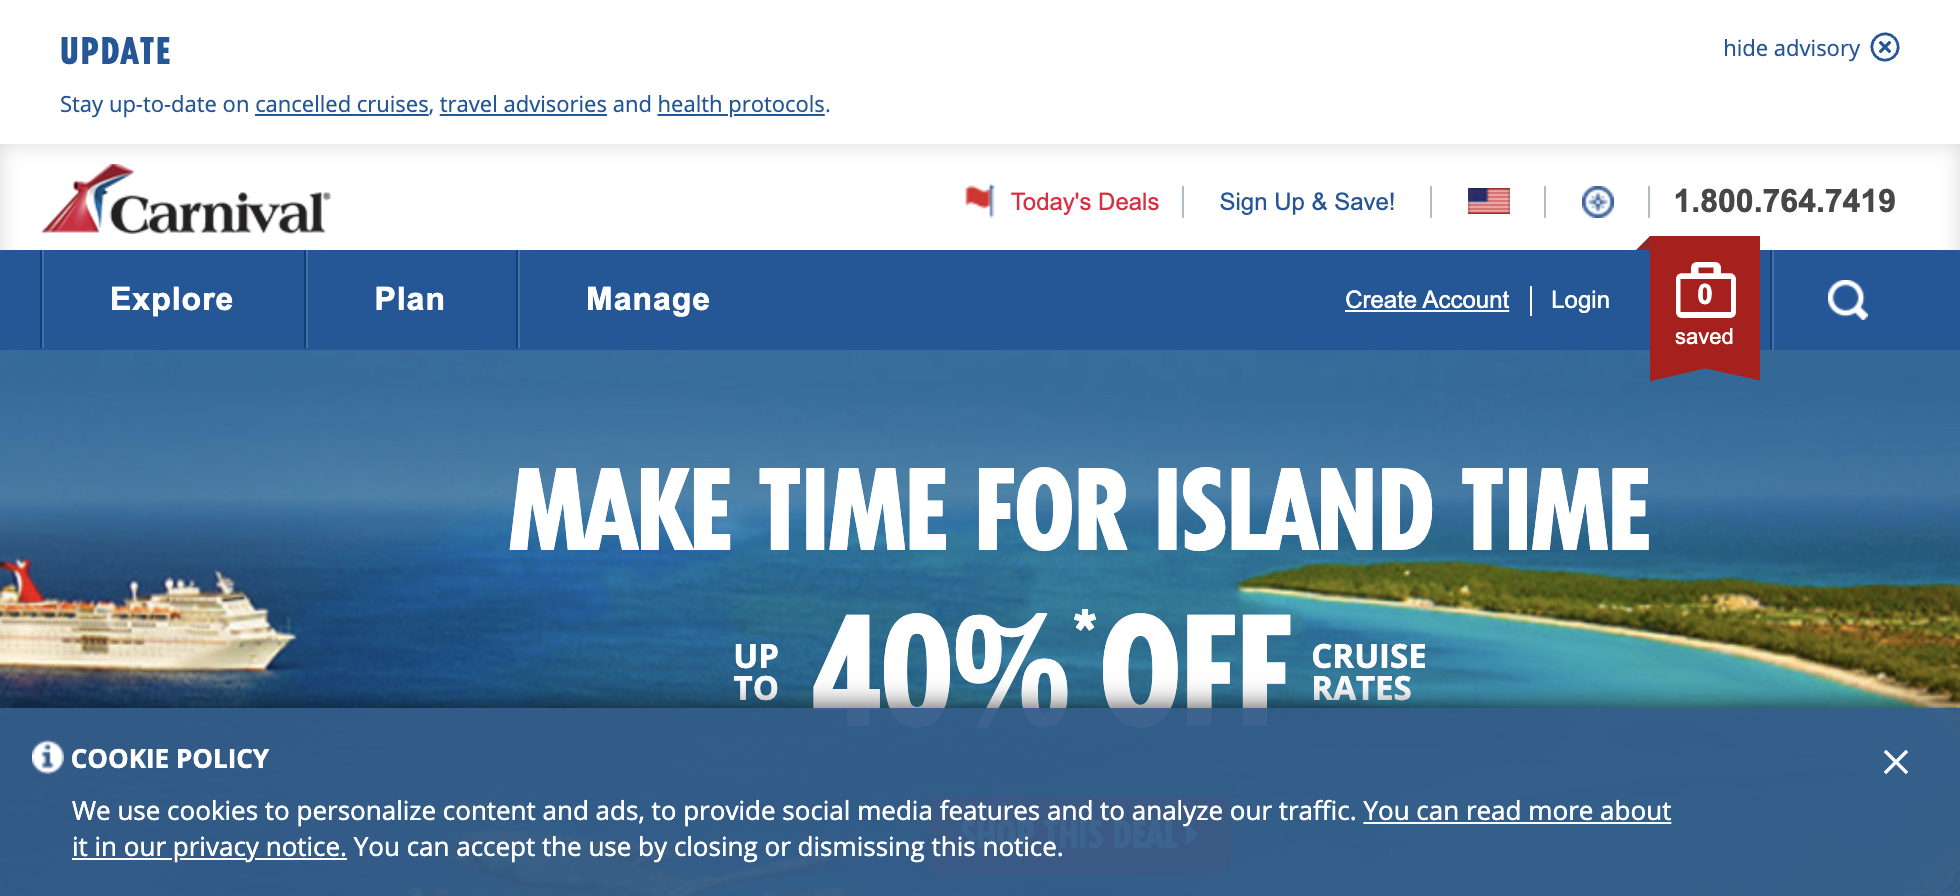 UPDATE
hide advisory
Stay up-to-date on cancelled cruises, travel advisories and health protocols.
Carnival®
Today's Deals
Sign Up & Save!
1.800.764.7419
Explore
Plan
Manage
Create Account
Login
0
saved
MAKE TIME FOR ISLAND TIME
UP TO 40%* OFF CRUISE RATES
COOKIE POLICY
We use cookies to personalize content and ads, to provide social media features and to analyze our traffic. You can read more about
it in our privacy notice. You can accept the use by closing or dismissing this notice.
SHOP THIS DEAL